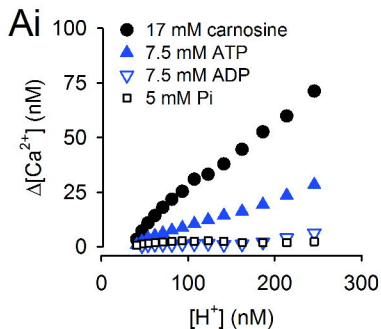 Ai
100
75
50
25
0
Δ[Ca²⁺] (nM)
17 mM carnosine
7.5 mM ATP
7.5 mM ADP
5 mM Pi
0 100 200 300
[H⁺] (nM)